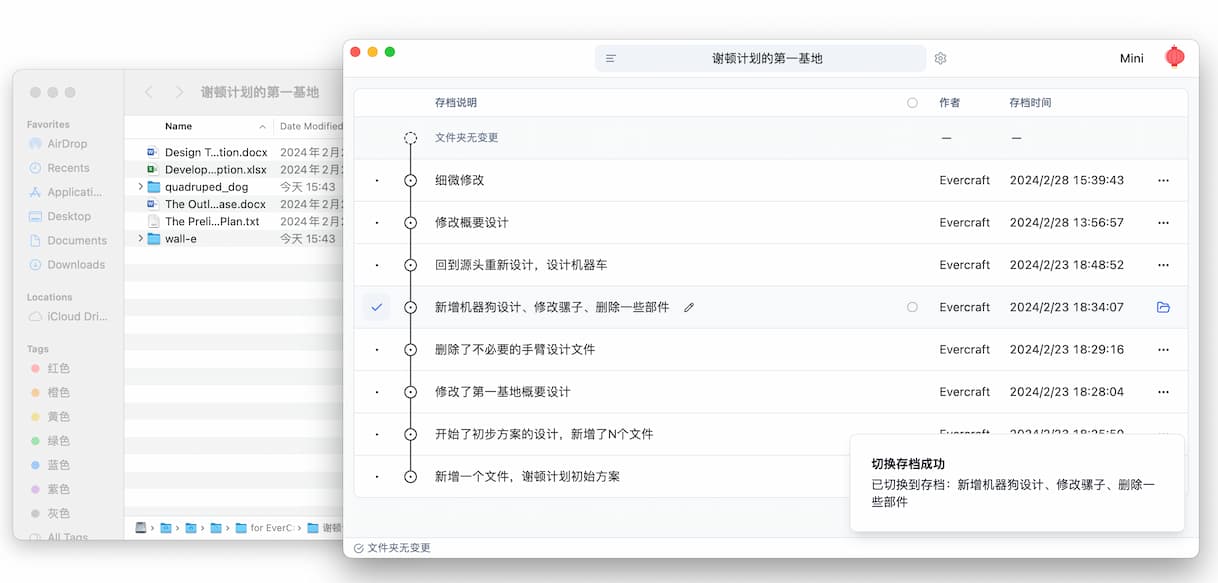 谢顿计划的第一基地
Favorites
AirDrop
Recents
Applicati...
Desktop
Documents
Downloads
Locations
iCloud Dri...
Tags
红色
橙色
黄色
绿色
蓝色
紫色
灰色
All Tags
Name Date Modified
Design T...tion.docx 2024年2月2
Develop...ption.xlsx 2024年2月2
quadruped_dog 今天 15:43
The Outl...ase.docx 2024年2月2
The Preli...Plan.txt 2024年2月2
wall-e 今天 15:43
for EverC 谢顿
谢顿计划的第一基地 Mini
存档说明 作者 存档时间
文件夹无变更 — —
细微修改 Evercraft 2024/2/28 15:39:43
修改概要设计 Evercraft 2024/2/28 13:56:57
回到源头重新设计，设计机器车 Evercraft 2024/2/23 18:48:52
新增机器狗设计、修改骡子、删除一些部件 Evercraft 2024/2/23 18:34:07
删除了不必要的手臂设计文件 Evercraft 2024/2/23 18:29:16
修改了第一基地概要设计 Evercraft 2024/2/23 18:28:04
开始了初步方案的设计，新增了N个文件 Evercraft
新增一个文件，谢顿计划初始方案
切换存档成功
已切换到存档：新增机器狗设计、修改骡子、删除一
些部件
文件夹无变更